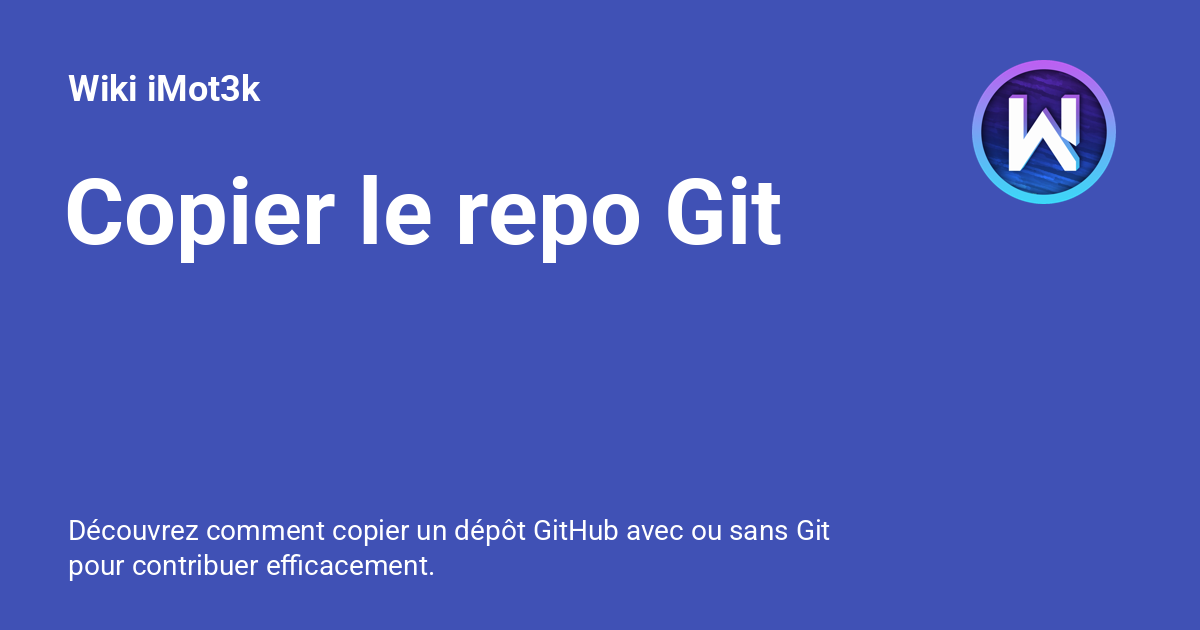 Wiki iMot3k
W
Copier le repo Git
Découvrez comment copier un dépôt GitHub avec ou sans Git
pour contribuer efficacement.